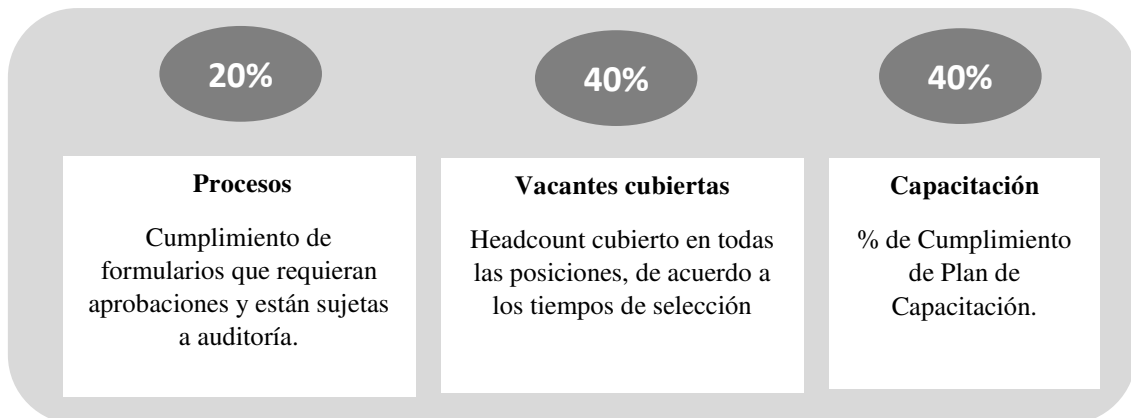 20%
40%
40%
Procesos
Cumplimiento de
formularios que requieran
aprobaciones y están sujetas
a auditoría.
Vacantes cubiertas
Headcount cubierto en todas
las posiciones, de acuerdo a
los tiempos de selección
Capacitación
% de Cumplimiento
de Plan de
Capacitación.